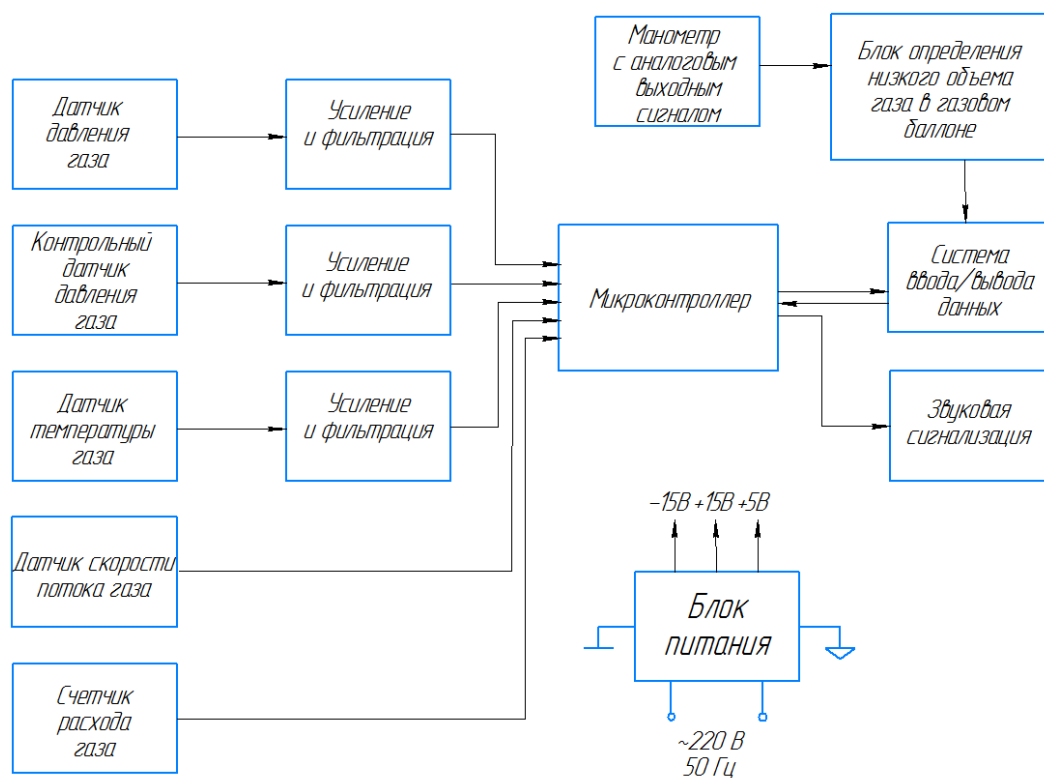 Датчик
давления
газа
Усиление
и фильтрация
Манометр
с аналоговым
выходным
сигналом
Блок определения
низкого объема
газа в газовом
баллоне
Контрольный
датчик
давления
газа
Усиление
и фильтрация
Микроконтроллер
Система
ввода/вывода
данных
Датчик
температуры
газа
Усиление
и фильтрация
Звуковая
сигнализация
Датчик скорости
потока газа
-15В +15В +5В
Блок
питания
~220 В
50 Гц
Счетчик
расхода
газа